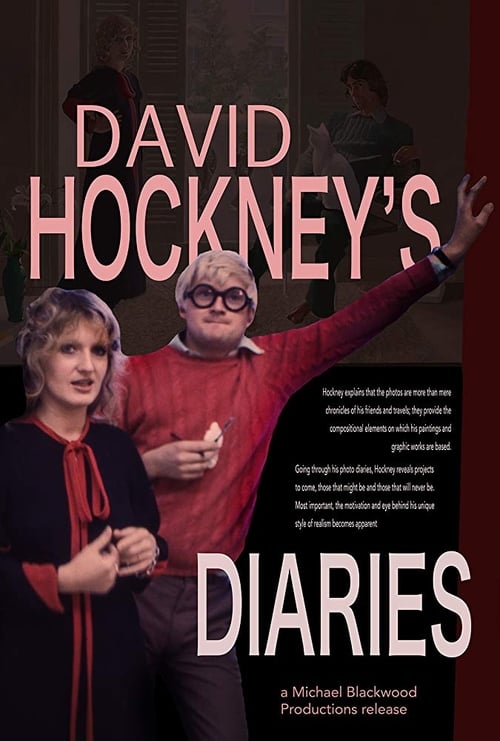 DAVID
HOCKNEY'S
Hockney explains that the photos are more than mere
chronicles of his friends and travels; they provide the
compositional elements on which his paintings and
graphic works are based.
Going through his photo diaries, Hockney reveals projects
to come, those that might be and those that will never be.
Most important, the motivation and eye behind his unique
style of realism becomes apparent
DIARIES
a Michael Blackwood
Productions release